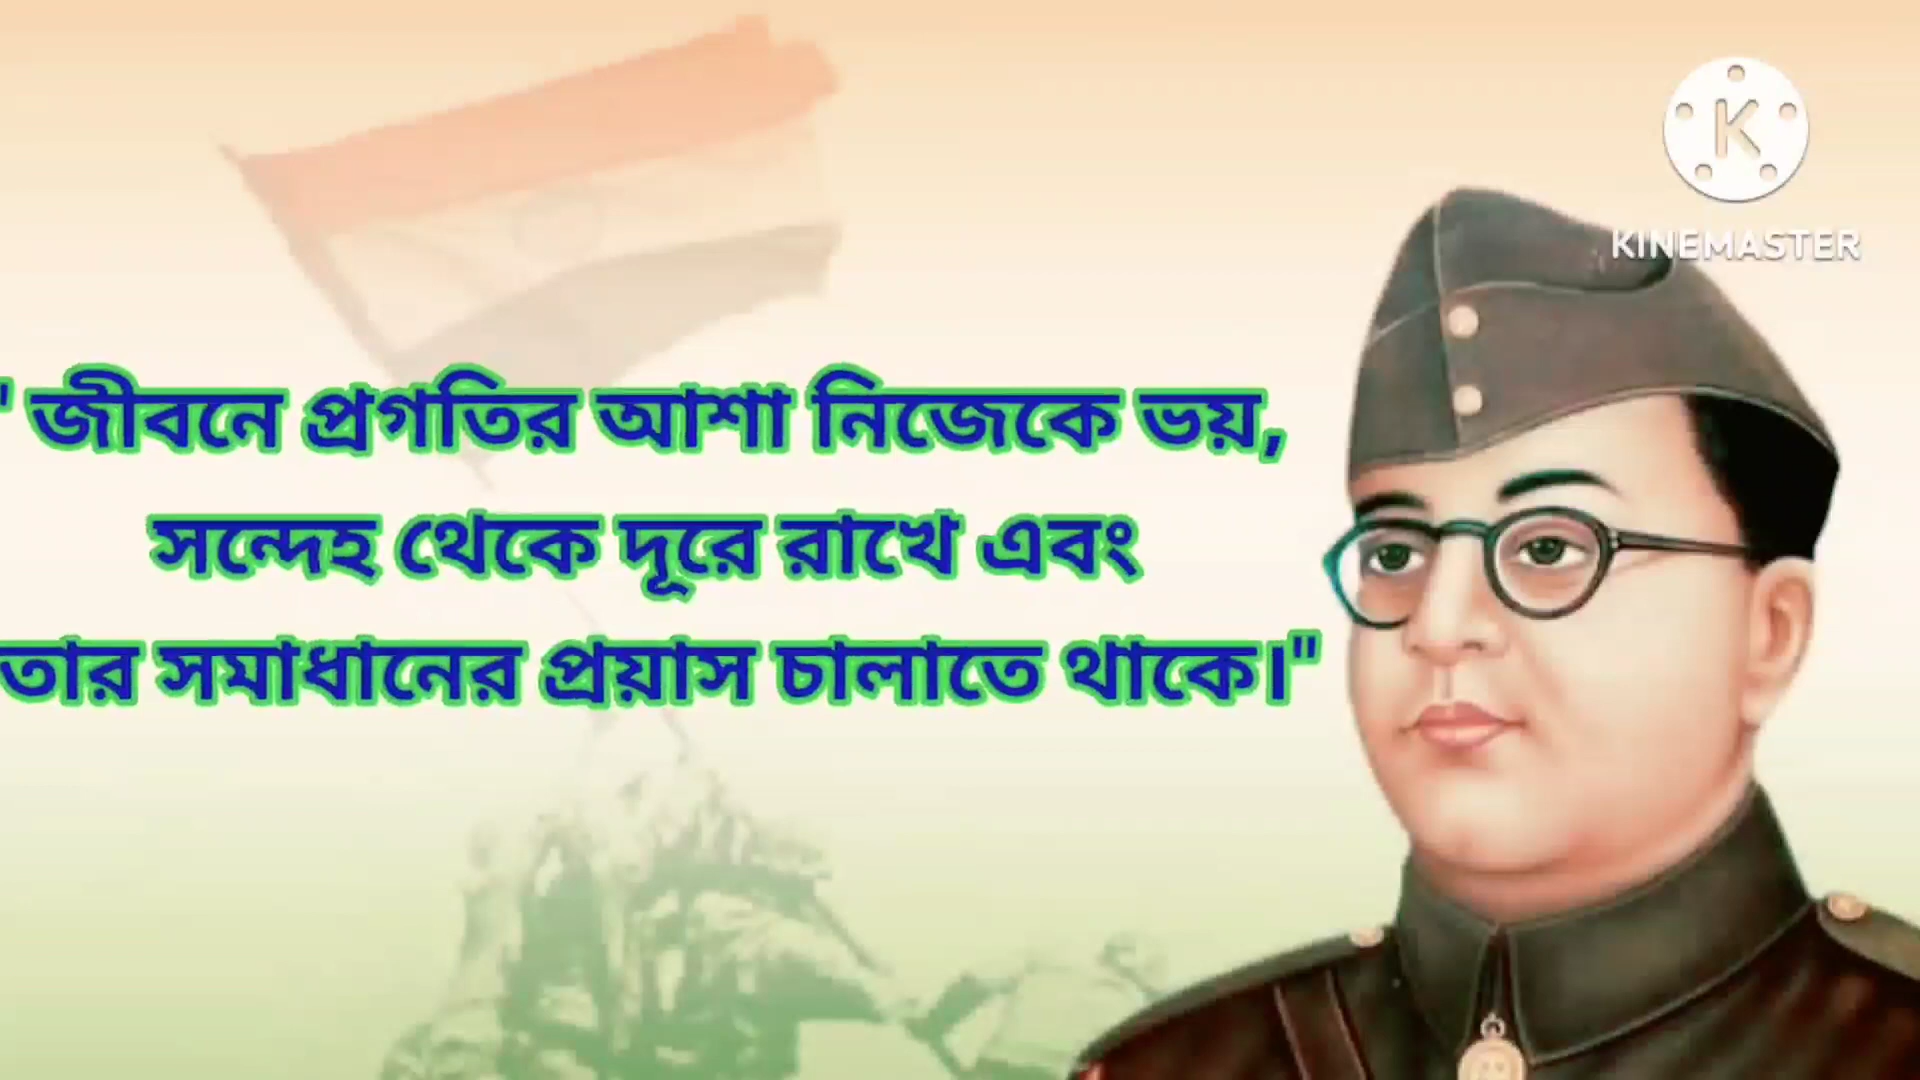 " জীবনে প্রগতির আশা নিজেকে ভয়,
সন্দেহ থেকে দূরে রাখে এবং
তার সমাধানের প্রয়াস চালাতে থাকে।"
K
KINEMASTER